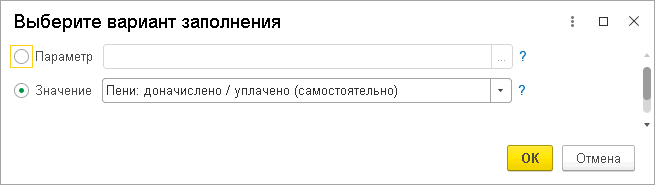 Выберите вариант заполнения
Параметр ... ?
Значение Пени: доначислено / уплачено (самостоятельно) ?
ОК Отмена